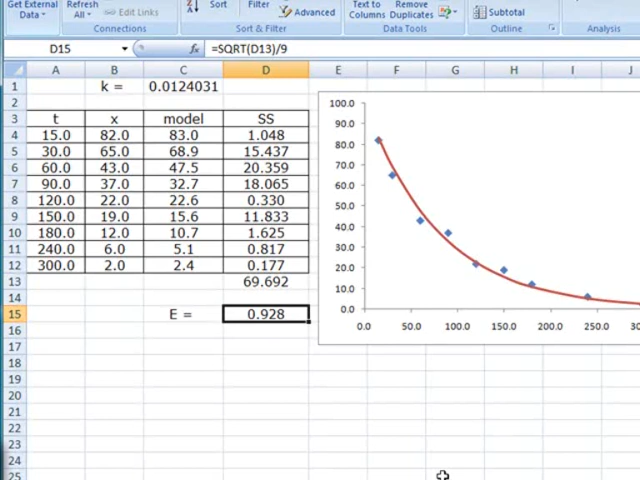 Get External Data
Refresh All
Edit Links
Sort
Filter
Advanced
Text to Columns
Remove Duplicates
Subtotal
Connections
Sort & Filter
Data Tools
Outline
Analysis
D15 fx =SQRT(D13)/9
A B C D E F G H I J
1 k = 0.0124031
2
3 t x model SS
4 15.0 82.0 83.0 1.048
5 30.0 65.0 68.9 15.437
6 60.0 43.0 47.5 20.359
7 90.0 37.0 32.7 18.065
8 120.0 22.0 22.6 0.330
9 150.0 19.0 15.6 11.833
10 180.0 12.0 10.7 1.625
11 240.0 6.0 5.1 0.817
12 300.0 2.0 2.4 0.177
13 69.692
14
15 E = 0.928
16
17
18
19
20
21
22
23
24
25
100.0
90.0
80.0
70.0
60.0
50.0
40.0
30.0
20.0
10.0
0.0
0.0 50.0 100.0 150.0 200.0 250.0